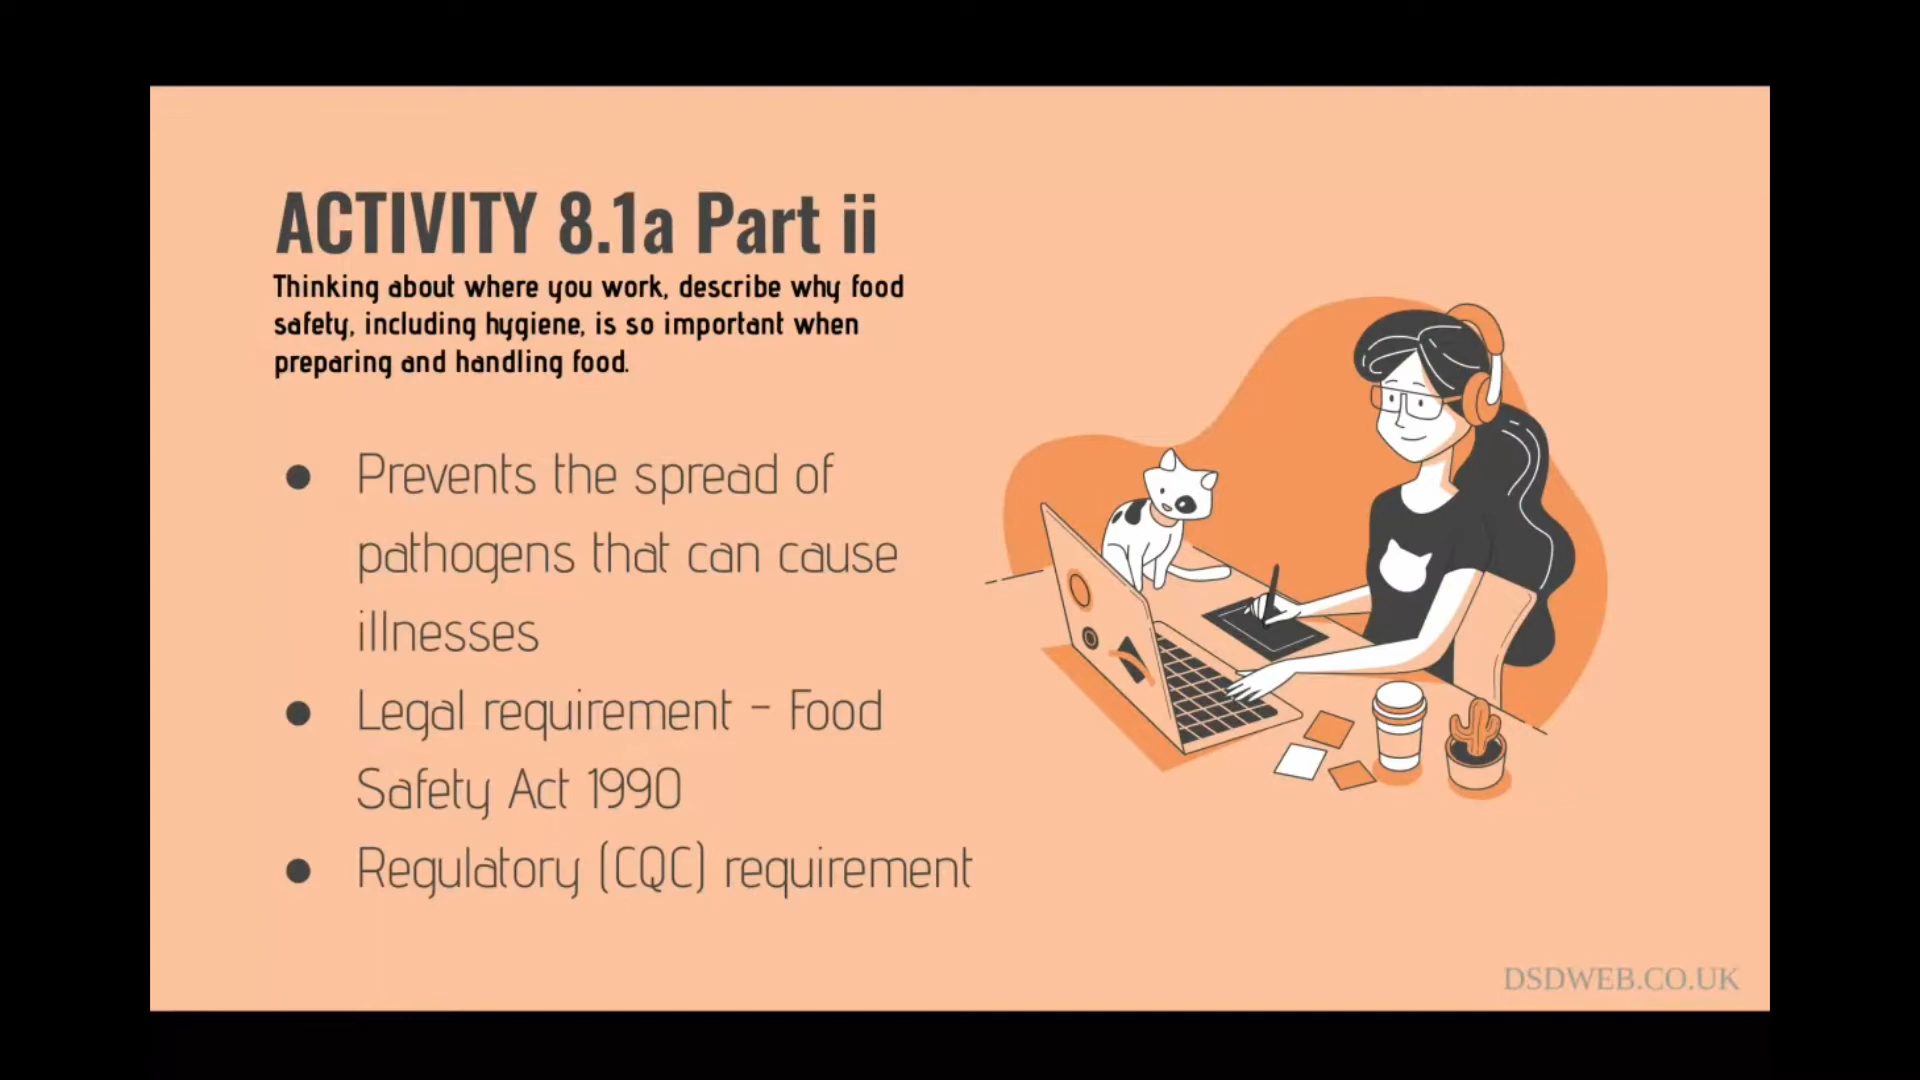 ACTIVITY 8.1a Part ii
Thinking about where you work, describe why food
safety, including hygiene, is so important when
preparing and handling food.
● Prevents the spread of
pathogens that can cause
illnesses
● Legal requirement - Food
Safety Act 1990
● Regulatory (CQC) requirement
DSDWEB.CO.UK